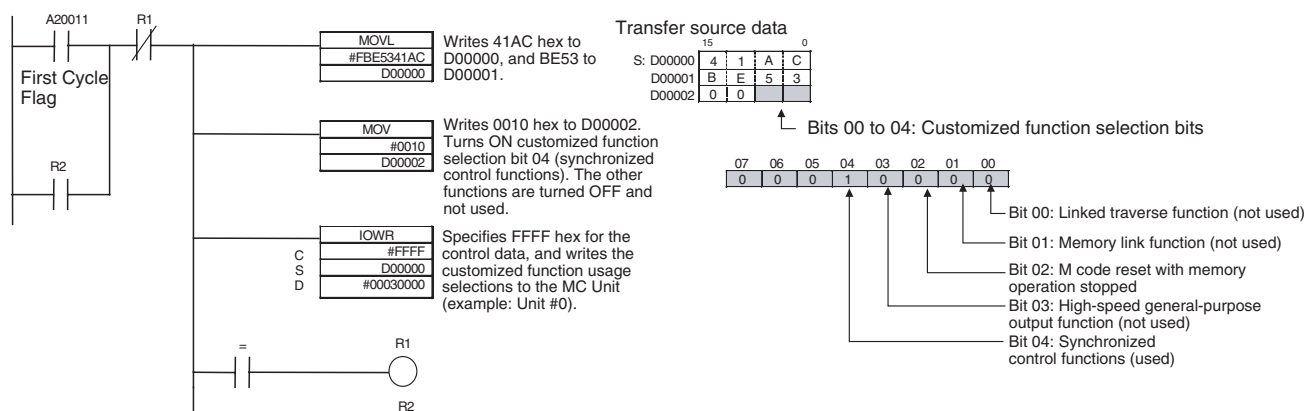 A20011
R1
First Cycle
Flag
R2
MOVL
#FBE5341AC
D00000
Writes 41AC hex to
D00000, and BE53 to
D00001.
MOV
#0010
D00002
Writes 0010 hex to D00002.
Turns ON customized function
selection bit 04 (synchronized
control functions). The other
functions are turned OFF and
not used.
IOWR
C #FFFF
S D00000
D #00030000
Specifies FFFF hex for the
control data, and writes the
customized function usage
selections to the MC Unit
(example: Unit #0).
=
R1
R2
Transfer source data
15 0
S: D00000 4 1 A C
D00001 B E 5 3
D00002 0 0
Bits 00 to 04: Customized function selection bits
07 06 05 04 03 02 01 00
0 0 0 1 0 0 0 0
Bit 00: Linked traverse function (not used)
Bit 01: Memory link function (not used)
Bit 02: M code reset with memory
operation stopped
Bit 03: High-speed general-purpose
output function (not used)
Bit 04: Synchronized
control functions (used)